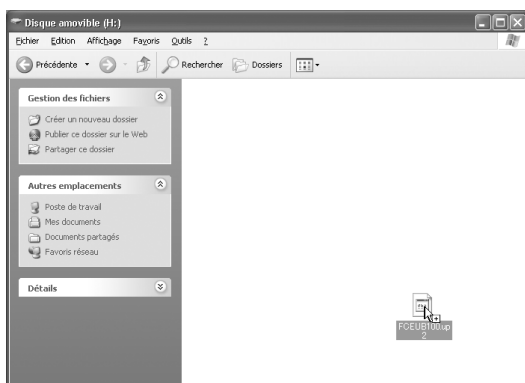 Disque amovible (H:)
Fichier Edition Affichage Favoris Outils ?
Précédente Rechercher Dossiers
Gestion des fichiers
Créer un nouveau dossier
Publier ce dossier sur le Web
Partager ce dossier
Autres emplacements
Poste de travail
Mes documents
Documents partagés
Favoris réseau
Détails
FCEUB100.up
2